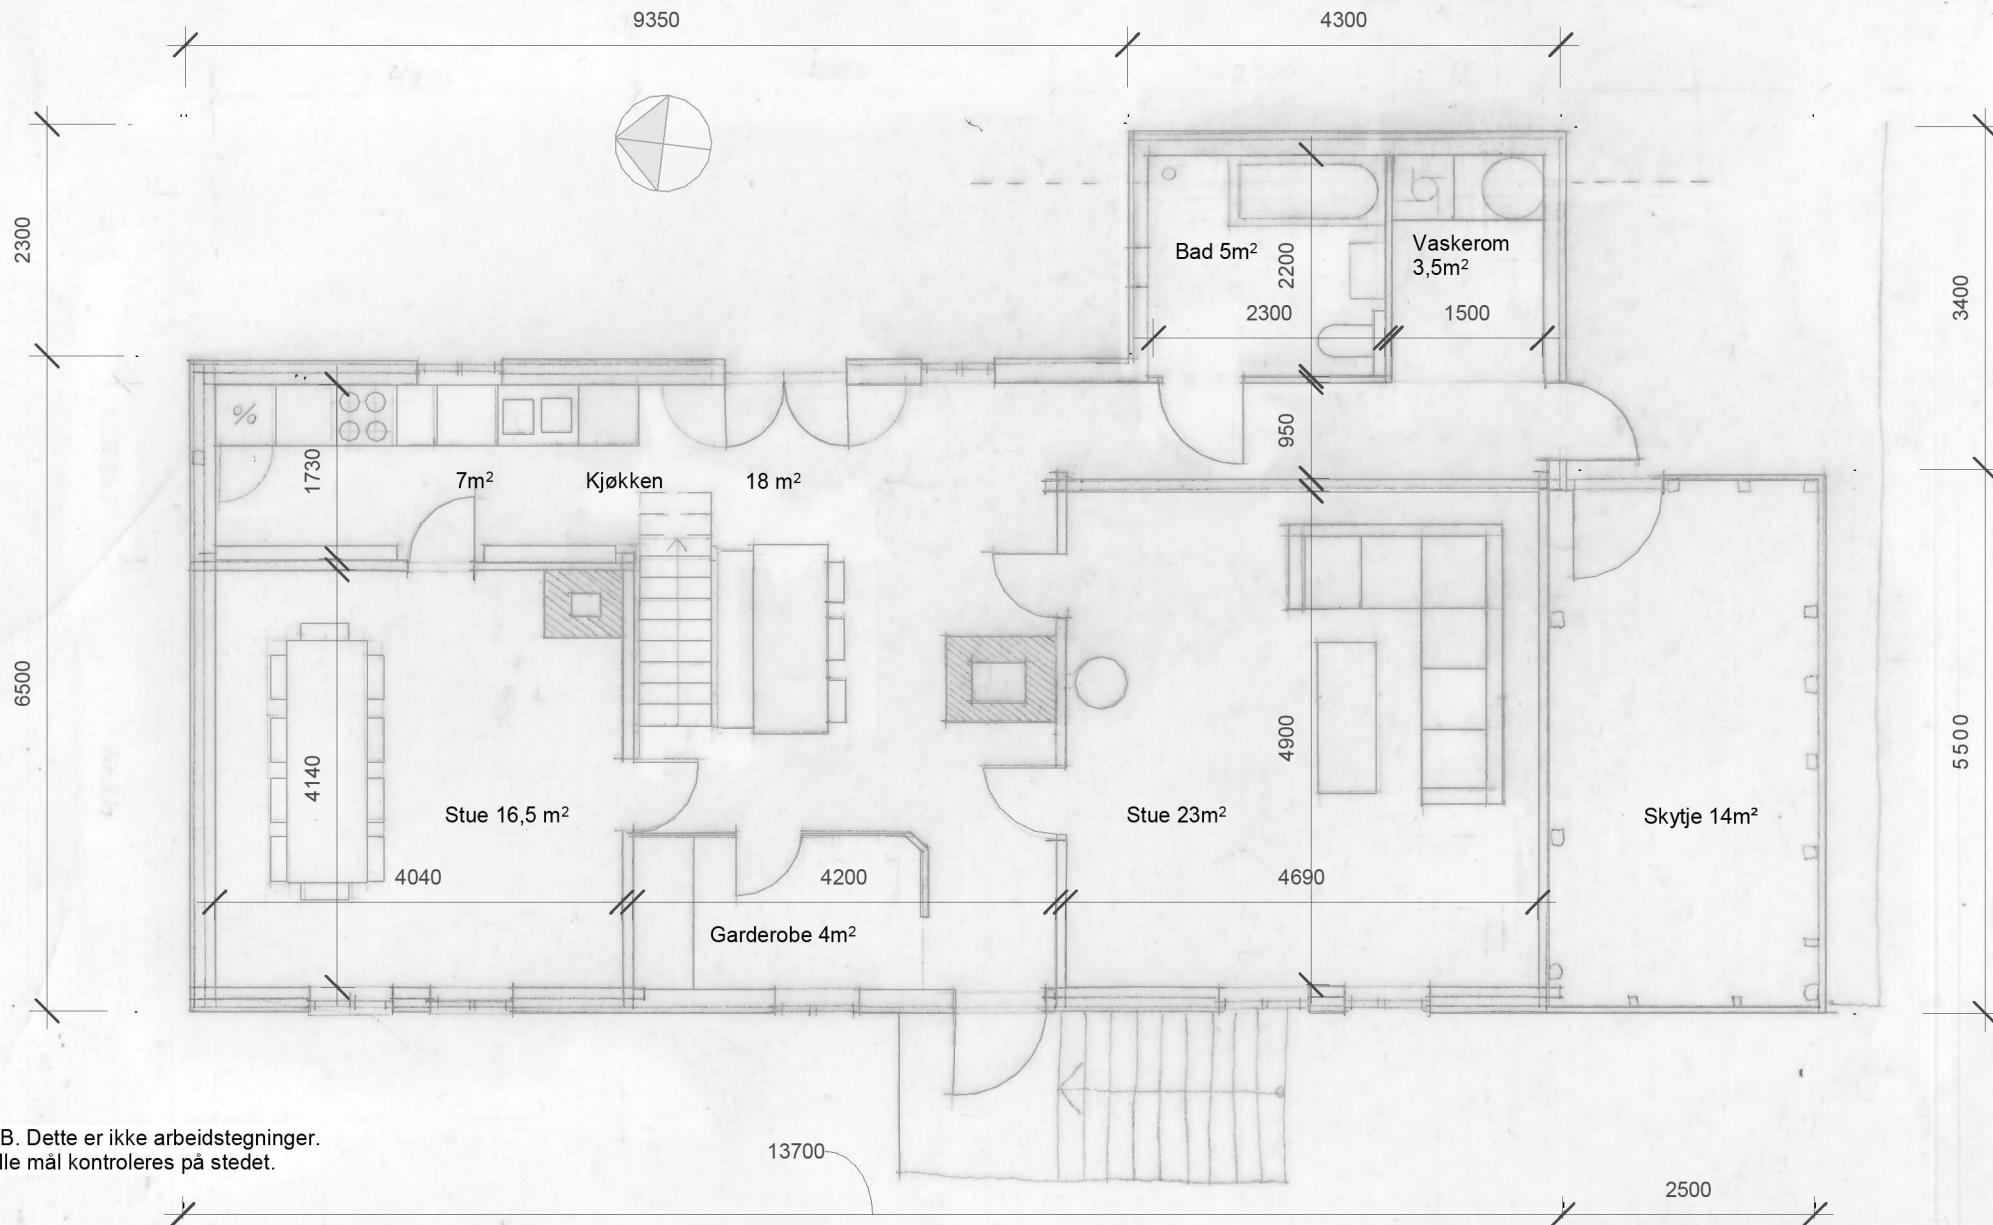 9350
4300
2300
Bad 5m²
2200
Vaskerom
3,5m²
3400
2300
1500
%
950
1730
7m²
Kjøkken
18 m²
6500
4140
4900
5500
Stue 16,5 m²
Stue 23m²
Skytje 14m²
4040
4200
4690
Garderobe 4m²
B. Dette er ikke arbeidstegninger.
lle mål kontroleres på stedet.
13700
2500